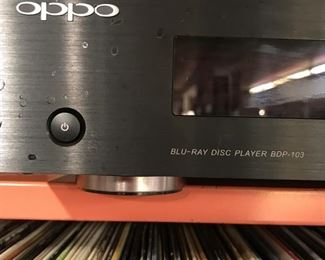 oppo
BLU-RAY DISC PLAYER BDP-103